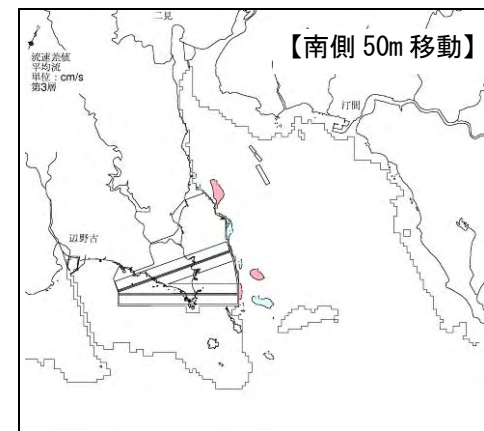 二見
【南側 50m 移動】
流速差値
平均流
単位：cm/s
第3層
汀間
辺野古